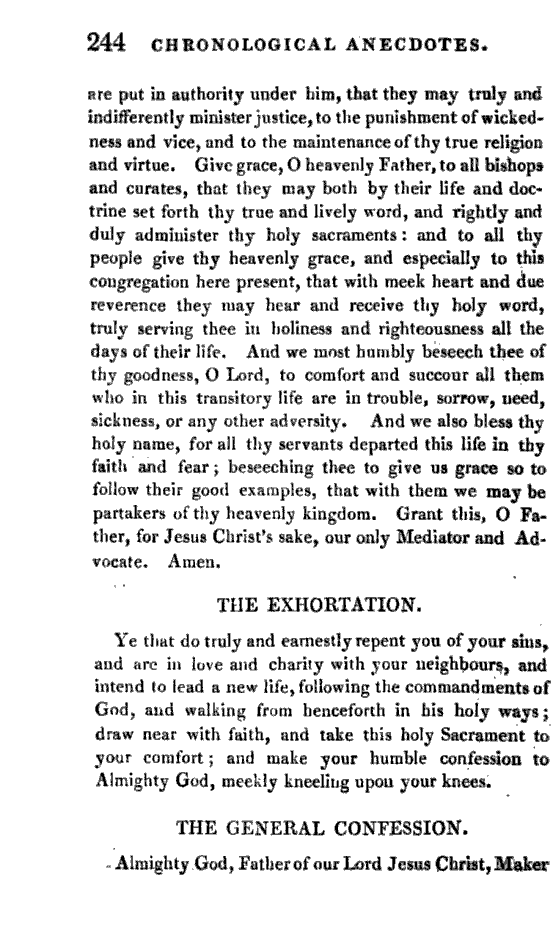 244 CHRONOLOGICAL ANECDOTES.
are put in authority under him, that they may truly and
indifferently minister justice, to the punishment of wicked-
ness and vice, and to the maintenance of thy true religion
and virtue. Give grace, O heavenly Father, to all bishops
and curates, that they may both by their life and doc-
trine set forth thy true and lively word, and rightly and
duly administer thy holy sacraments: and to all thy
people give thy heavenly grace, and especially to this
congregation here present, that with meek heart and due
reverence they may hear and receive thy holy word,
truly serving thee in holiness and righteousness all the
days of their life. And we most humbly beseech thee of
thy goodness, O Lord, to comfort and succour all them
who in this transitory life are in trouble, sorrow, need,
sickness, or any other adversity. And we also bless thy
holy name, for all thy servants departed this life in thy
faith and fear; beseeching thee to give us grace so to
follow their good examples, that with them we may be
partakers of thy heavenly kingdom. Grant this, O Fa-
ther, for Jesus Christ's sake, our only Mediator and Ad-
vocate. Amen.
THE EXHORTATION.
Ye that do truly and earnestly repent you of your sins,
and are in love and charity with your neighbours, and
intend to lead a new life, following the commandments of
God, and walking from henceforth in his holy ways;
draw near with faith, and take this holy Sacrament to
your comfort; and make your humble confession to
Almighty God, meekly kneeling upon your knees.
THE GENERAL CONFESSION.
Almighty God, Father of our Lord Jesus Christ, Maker